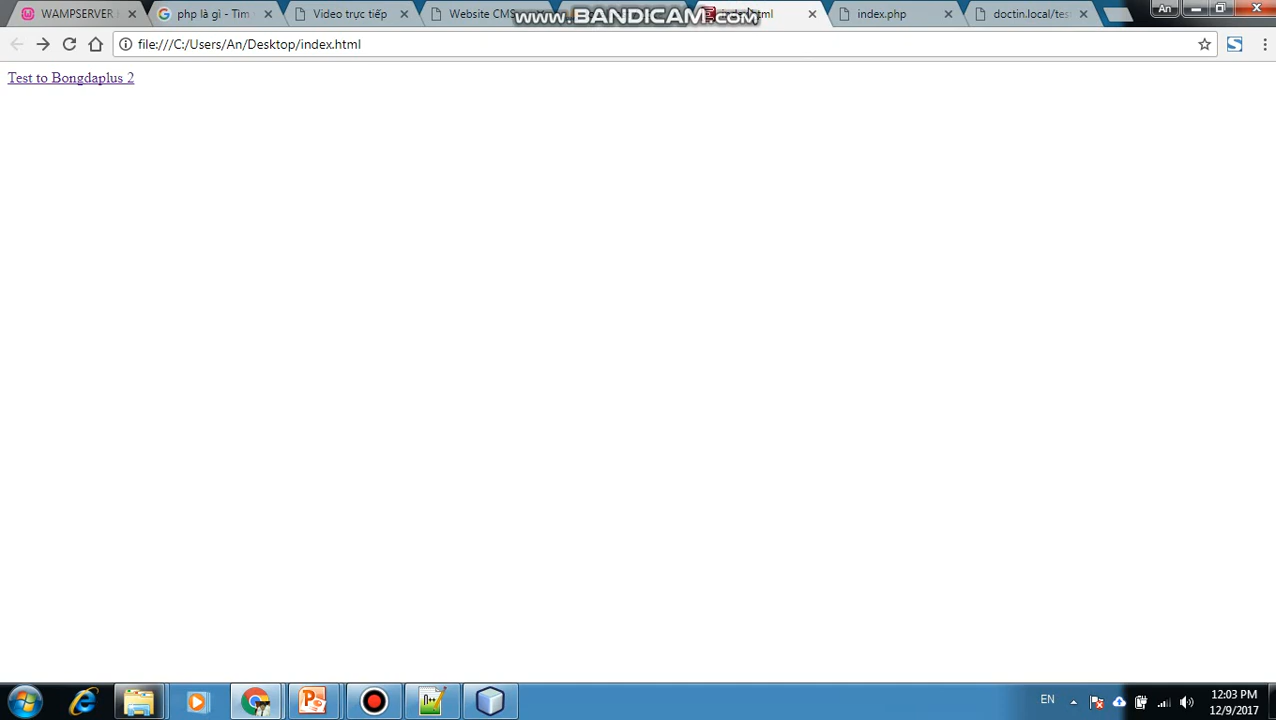 WAMPSERVER
php là gì - Tìm
Video trực tiếp
Website CMS
www.BANDICAM.com
index.php
doctin.local/test
An
file:///C:/Users/An/Desktop/index.html
Test to Bongdaplus 2
EN
12:03 PM
12/9/2017